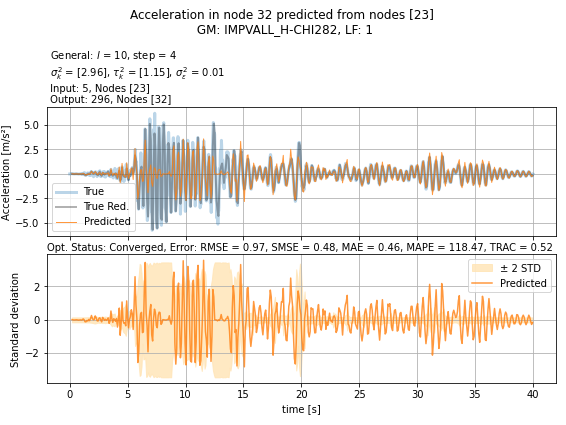 Acceleration in node 32 predicted from nodes [23]
GM: IMPVALL_H-CHI282, LF: 1
General: l = 10, step = 4
σ²ₖ = [2.96], τ²ₖ = [1.15], σ²ε = 0.01
Input: 5, Nodes [23]
Output: 296, Nodes [32]
Acceleration [m/s²]
5.0
2.5
0.0
−2.5
−5.0
True
True Red.
Predicted
Opt. Status: Converged, Error: RMSE = 0.97, SMSE = 0.48, MAE = 0.46, MAPE = 118.47, TRAC = 0.52
Standard deviation
2
0
−2
± 2 STD
Predicted
0 5 10 15 20 25 30 35 40
time [s]